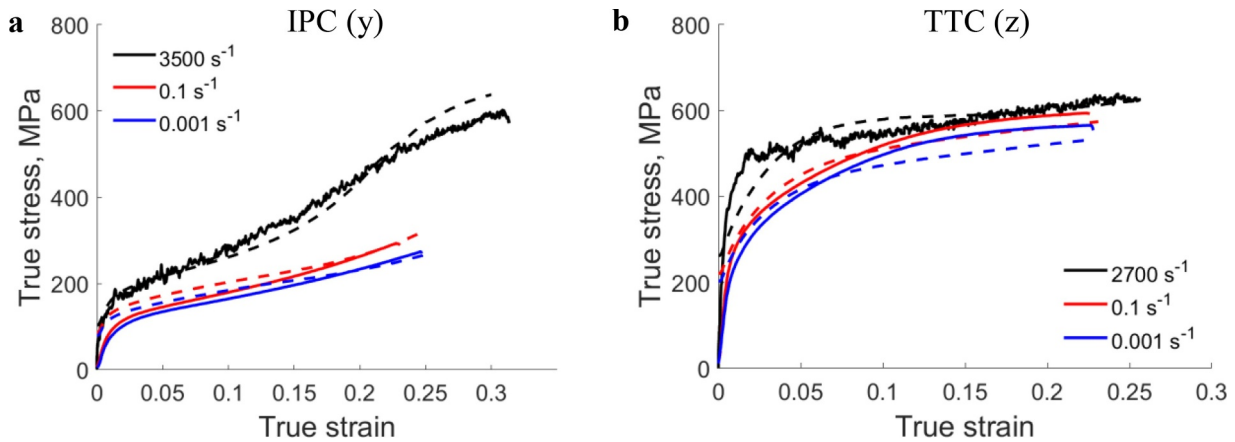 a
IPC (y)
True stress, MPa
800
600
400
200
0
3500 s⁻¹
0.1 s⁻¹
0.001 s⁻¹
0 0.05 0.1 0.15 0.2 0.25 0.3
True strain
b
TTC (z)
True stress, MPa
800
600
400
200
0
2700 s⁻¹
0.1 s⁻¹
0.001 s⁻¹
0 0.05 0.1 0.15 0.2 0.25 0.3
True strain